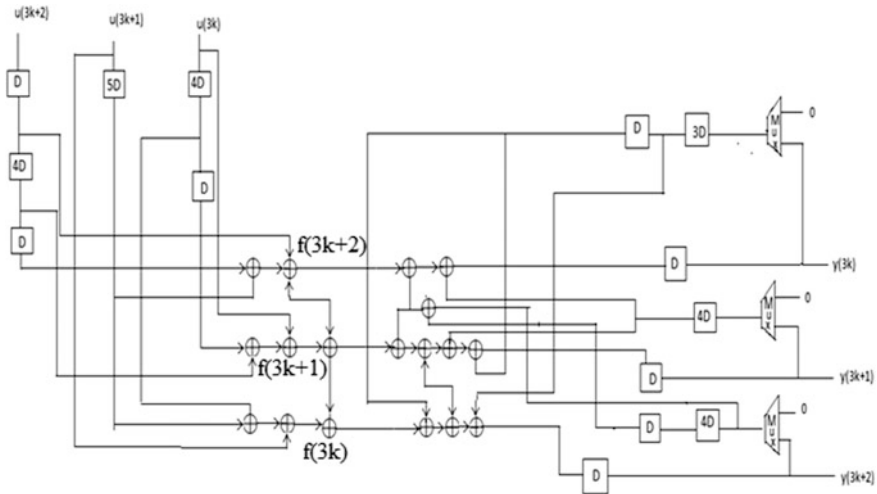 u(3k+2)
u(3k+1)
u(3k)
D
5D
4D
4D
D
D
D
3D
Mux
0
f(3k+2)
D
y(3k)
4D
Mux
0
f(3k+1)
D
y(3k+1)
f(3k)
D
4D
Mux
0
D
y(3k+2)